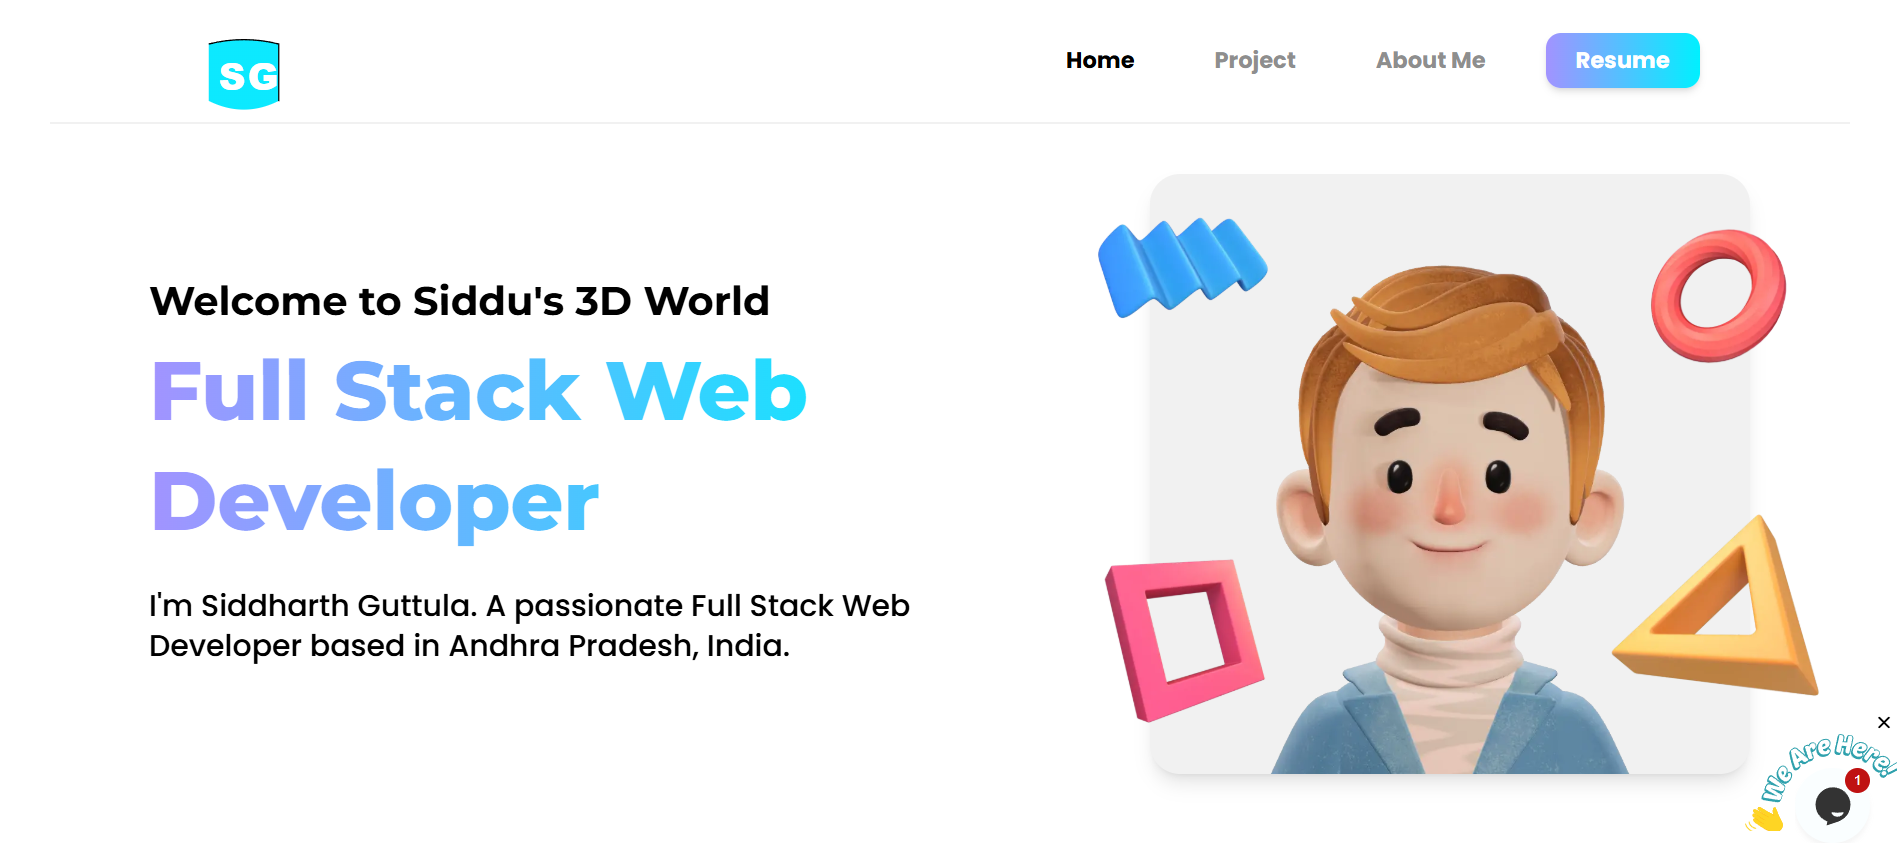 SG
Home
Project
About Me
Resume
Welcome to Siddu's 3D World
Full Stack Web
Developer
I'm Siddharth Guttula. A passionate Full Stack Web
Developer based in Andhra Pradesh, India.
We Are Here!
1